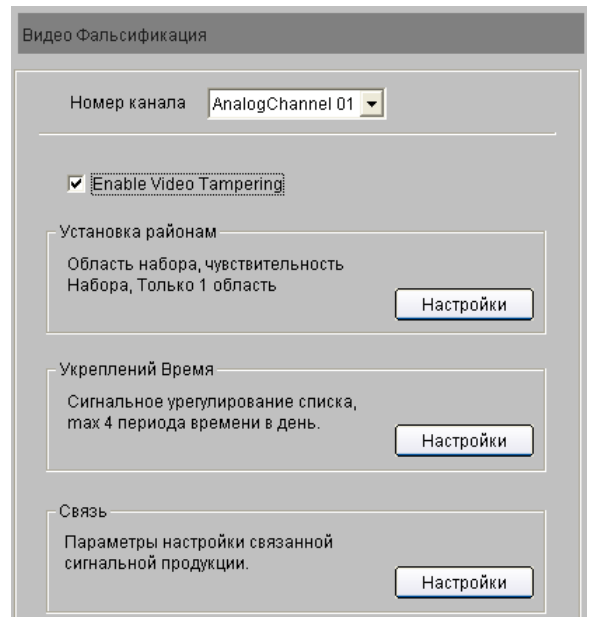 Видео Фальсификация
Номер канала AnalogChannel 01
Enable Video Tampering
Установка районам
Область набора, чувствительность
Набора, Только 1 область
Настройки
Укреплений Время
Сигнальное урегулирование списка,
max 4 периода времени в день.
Настройки
Связь
Параметры настройки связанной
сигнальной продукции.
Настройки